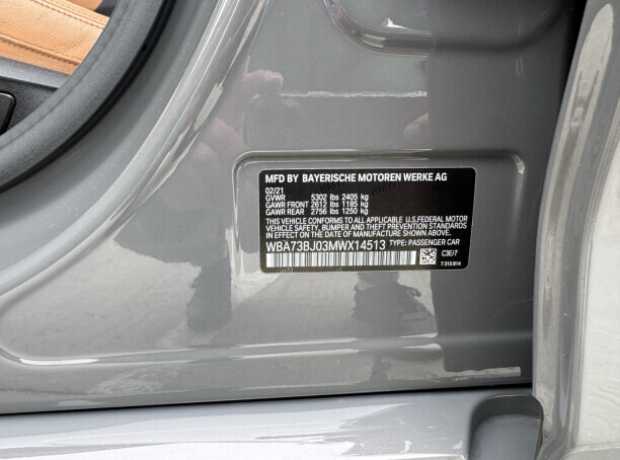 MFD BY BAYERISCHE MOTOREN WERKE AG
02/21
GVWR 5302 lbs 2405 kg
GAWR FRONT 2612 lbs 1185 kg
GAWR REAR 2756 lbs 1250 kg
THIS VEHICLE CONFORMS TO ALL APPLICABLE U.S.FEDERAL MOTOR
VEHICLE SAFETY, BUMPER AND THEFT PREVENTION STANDARDS
IN EFFECT ON THE DATE OF MANUFACTURE SHOWN ABOVE.
WBA73BJ03MWX14513 TYPE: PASSENGER CAR
C3E/7